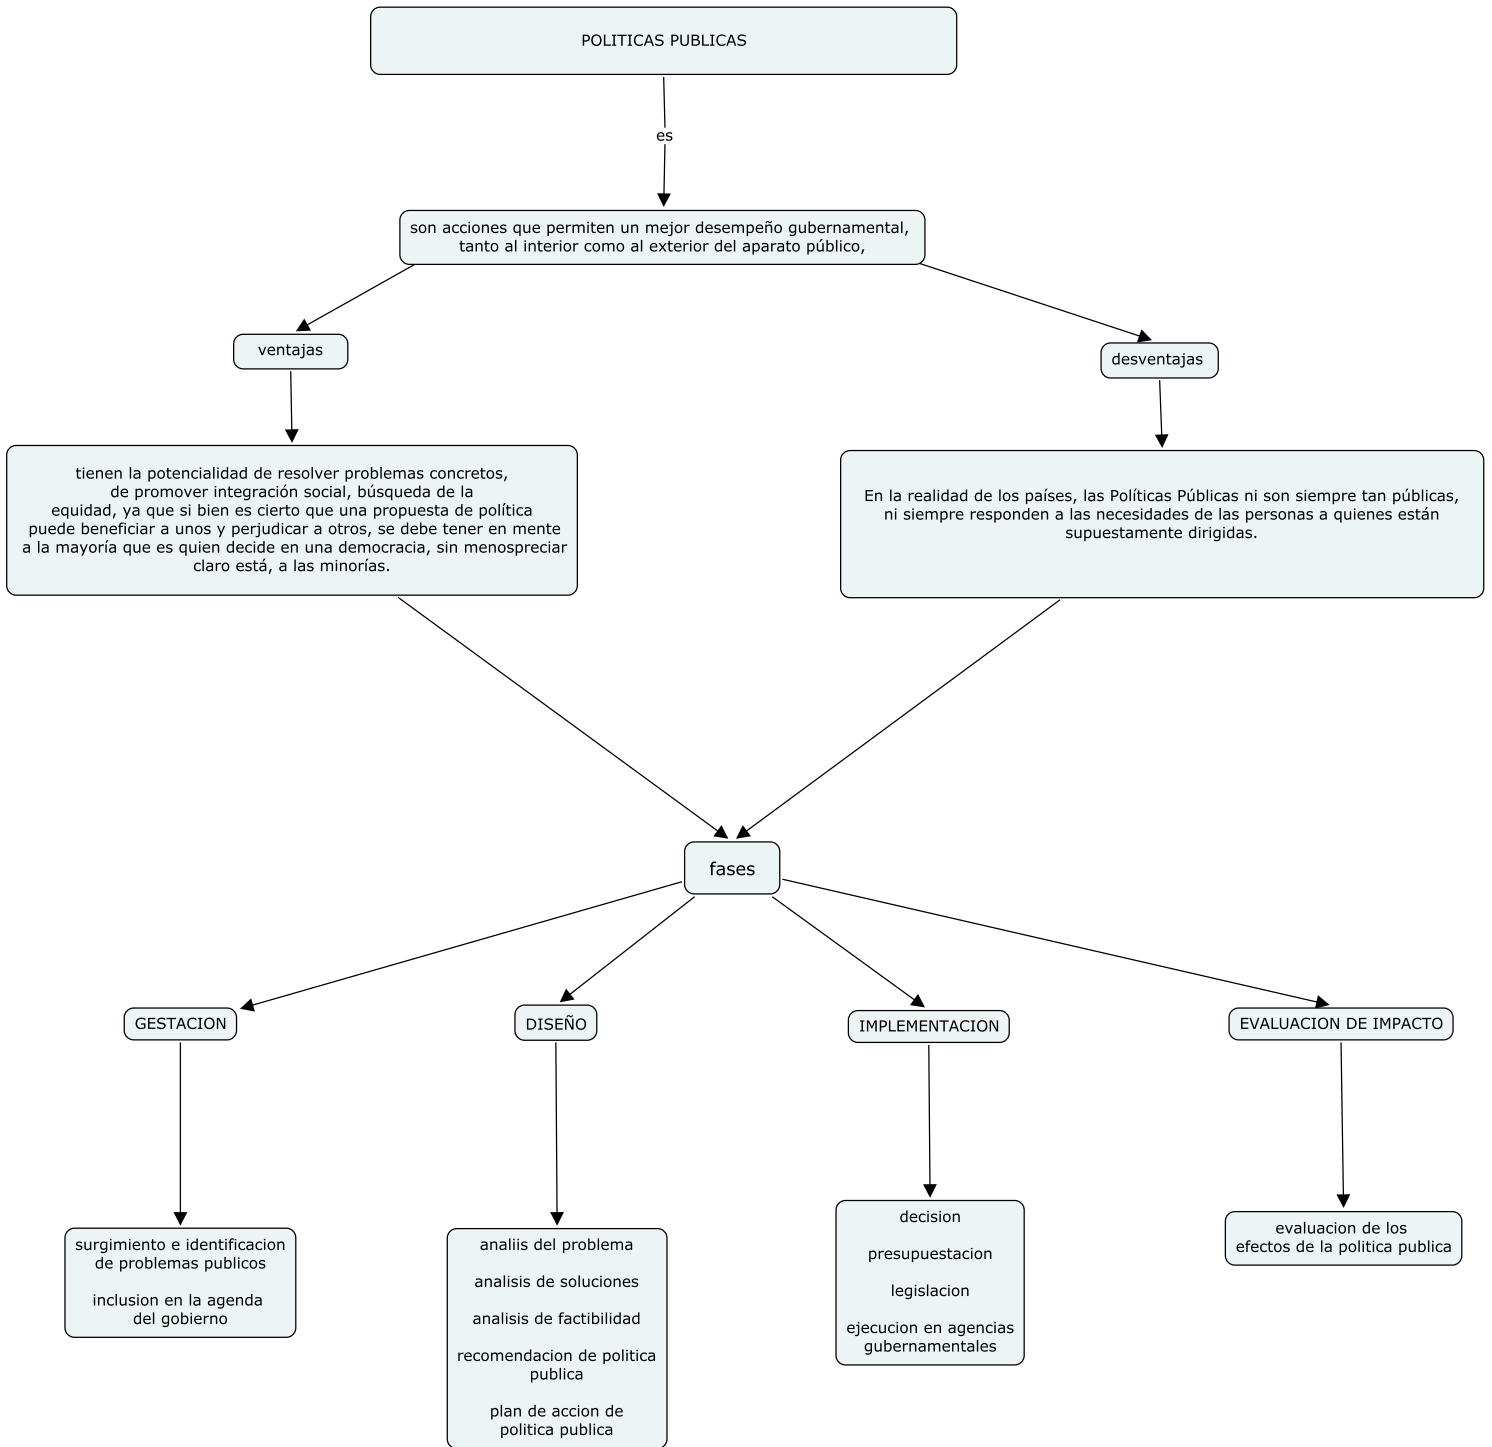 POLITICAS PUBLICAS
es
son acciones que permiten un mejor desempeño gubernamental,
tanto al interior como al exterior del aparato público,
ventajas
desventajas
tienen la potencialidad de resolver problemas concretos,
de promover integración social, búsqueda de la
equidad, ya que si bien es cierto que una propuesta de política
puede beneficiar a unos y perjudicar a otros, se debe tener en mente
a la mayoría que es quien decide en una democracia, sin menospreciar
claro está, a las minorías.
En la realidad de los países, las Políticas Públicas ni son siempre tan públicas,
ni siempre responden a las necesidades de las personas a quienes están
supuestamente dirigidas.
fases
GESTACION
DISEÑO
IMPLEMENTACION
EVALUACION DE IMPACTO
surgimiento e identificacion
de problemas publicos
inclusion en la agenda
del gobierno
analiis del problema
analisis de soluciones
analisis de factibilidad
recomendacion de politica
publica
plan de accion de
politica publica
decision
presupuestacion
legislacion
ejecucion en agencias
gubernamentales
evaluacion de los
efectos de la politica publica